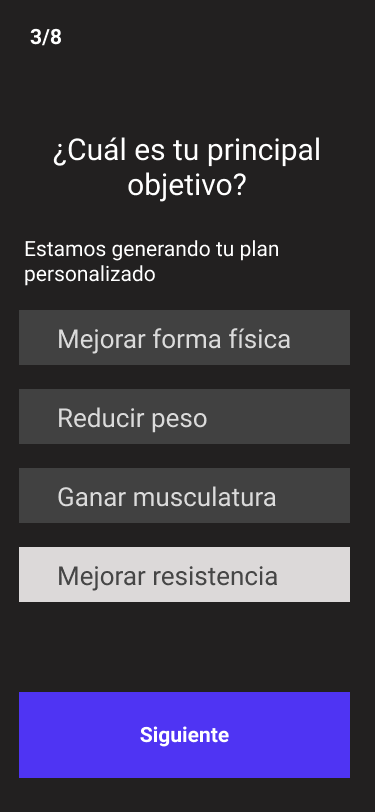 3/8
¿Cuál es tu principal
objetivo?
Estamos generando tu plan
personalizado
Mejorar forma física
Reducir peso
Ganar musculatura
Mejorar resistencia
Siguiente